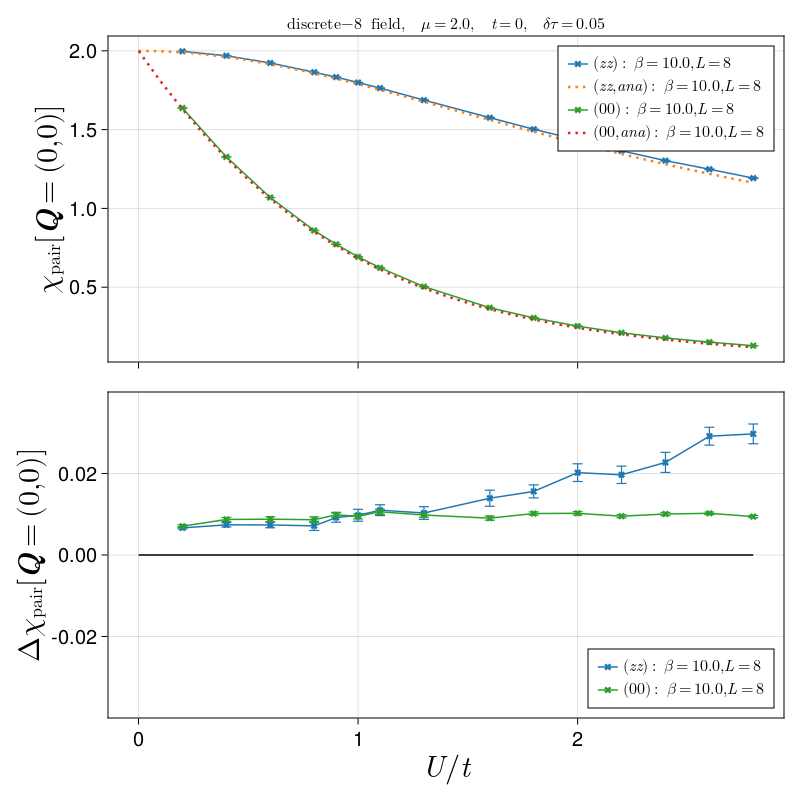 discrete−8 field, μ = 2.0, t = 0, δτ = 0.05
χpair[Q = (0,0)]
2.0
1.5
1.0
0.5
(zz) : β = 10.0,L = 8
(zz,ana) : β = 10.0,L = 8
(00) : β = 10.0,L = 8
(00,ana) : β = 10.0,L = 8
Δχpair[Q = (0,0)]
0.02
0.00
-0.02
(zz) : β = 10.0,L = 8
(00) : β = 10.0,L = 8
0 1 2
U/t